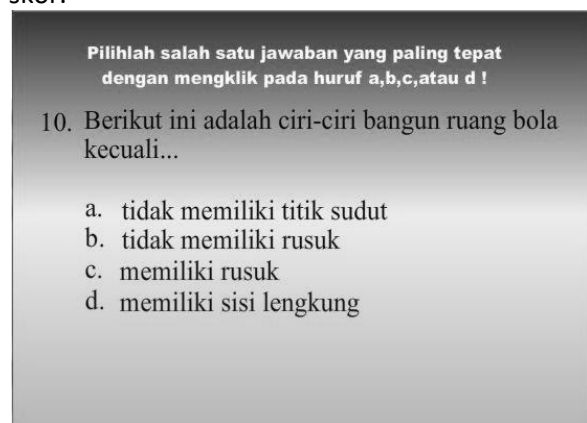 Pilihlah salah satu jawaban yang paling tepat
dengan mengklik pada huruf a,b,c,atau d !
10. Berikut ini adalah ciri-ciri bangun ruang bola
kecuali...
a. tidak memiliki titik sudut
b. tidak memiliki rusuk
c. memiliki rusuk
d. memiliki sisi lengkung